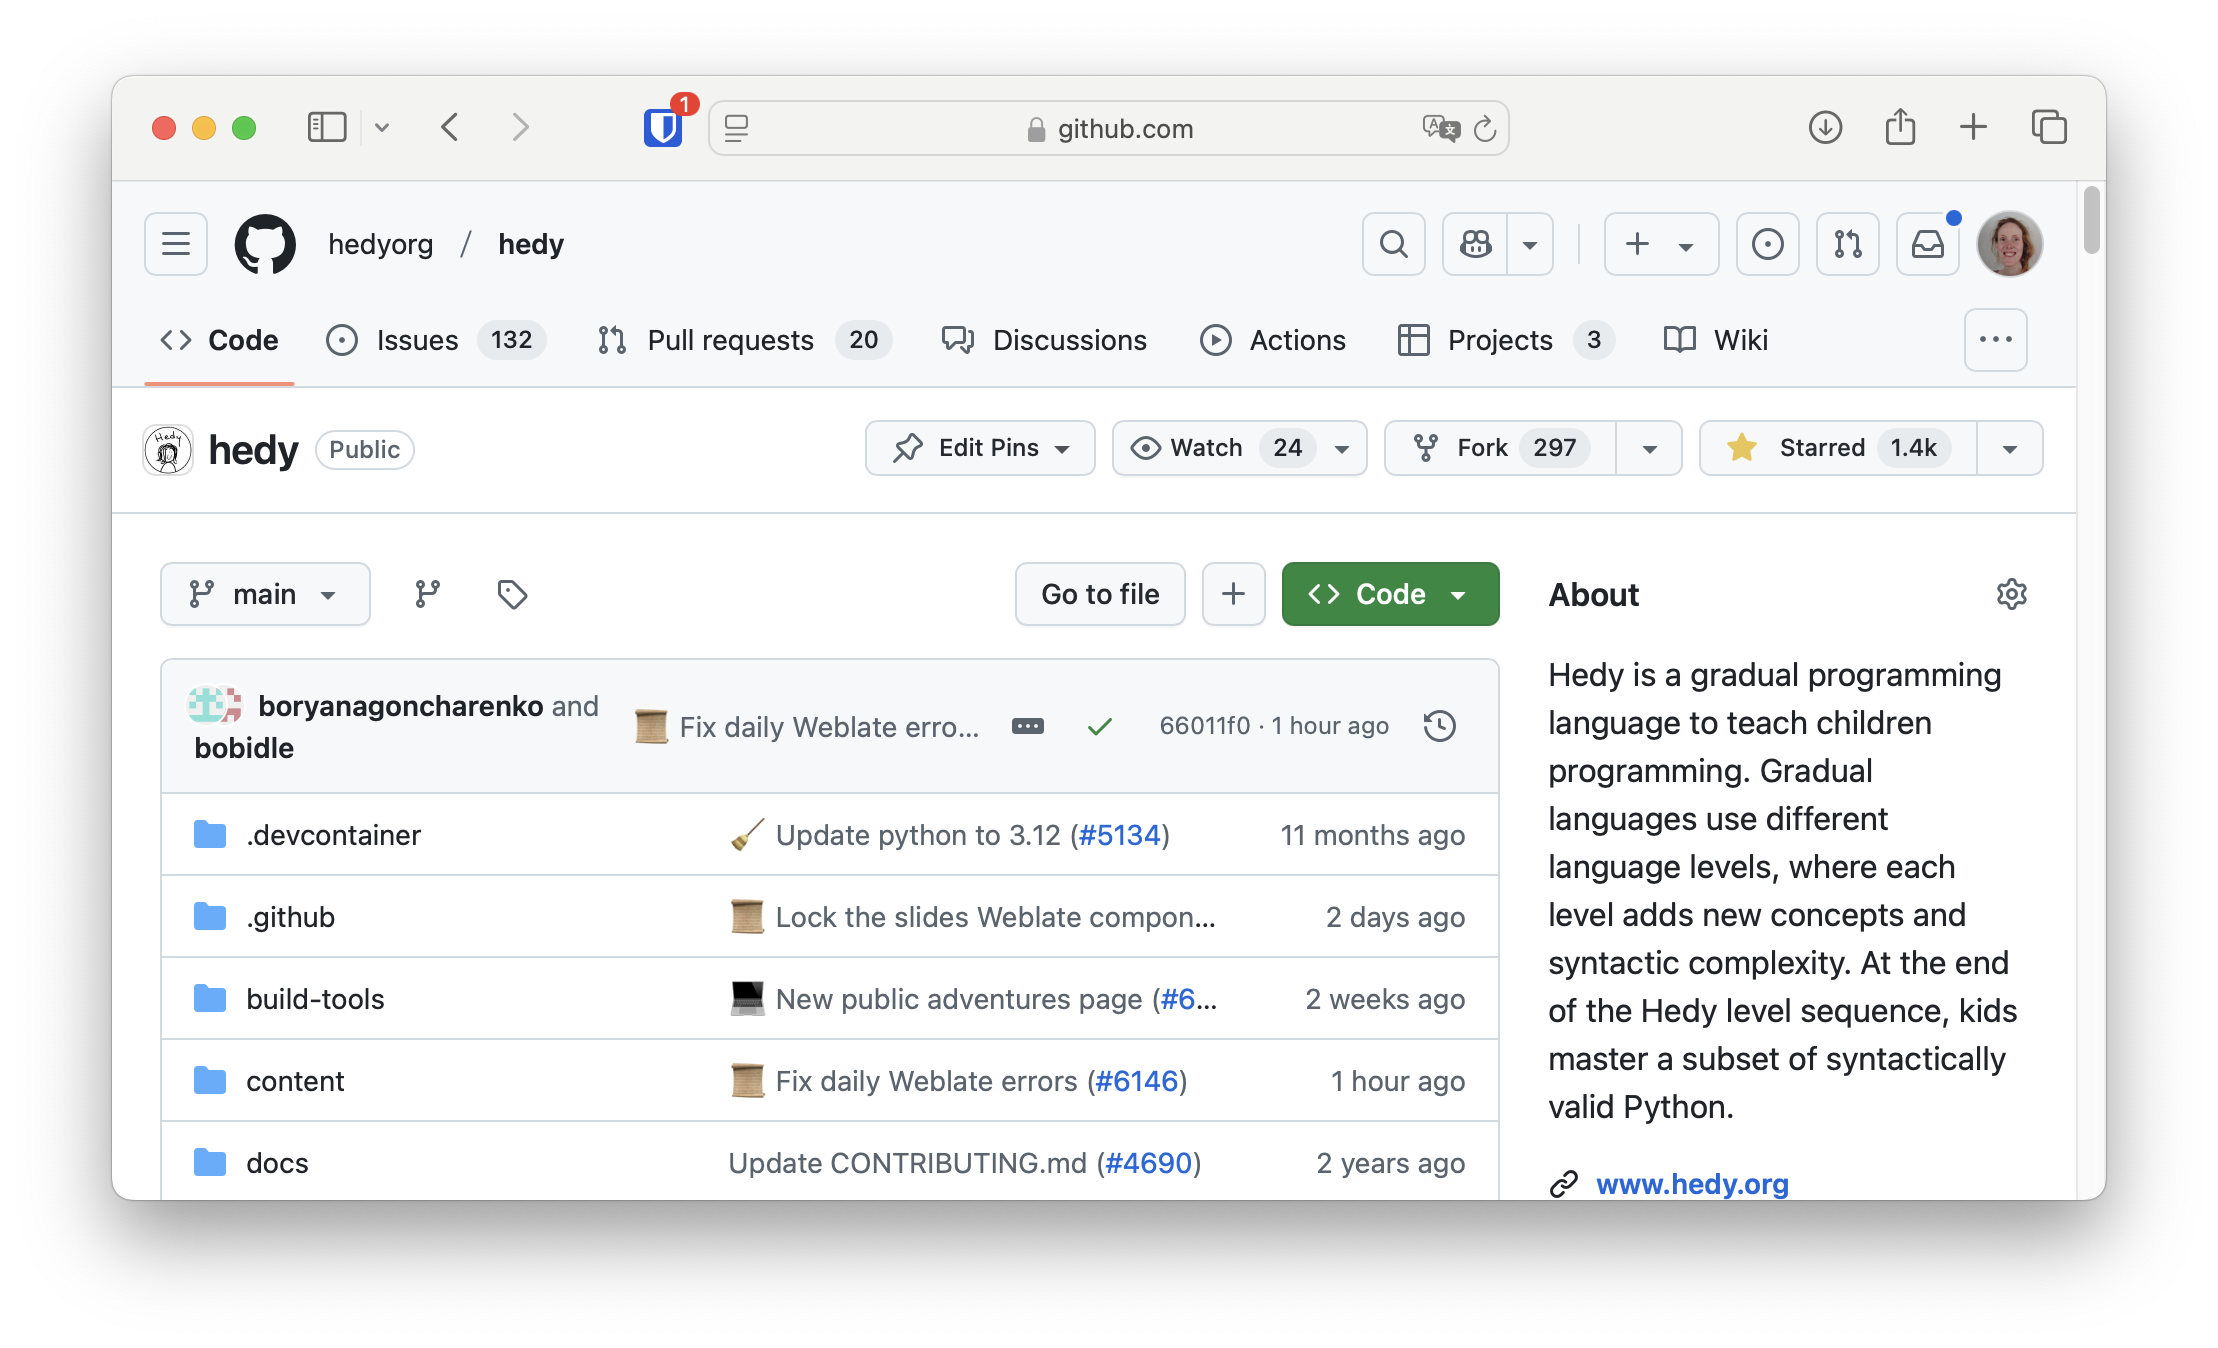 1
github.com
hedyorg / hedy
Code
Issues 132
Pull requests 20
Discussions
Actions
Projects 3
Wiki
Hedy
hedy Public
Edit Pins
Watch 24
Fork 297
Starred 1.4k
main
Go to file
Code
boryanagoncharenko and
bobidle
Fix daily Weblate erro...
66011f0 · 1 hour ago
.devcontainer
Update python to 3.12 (#5134)
11 months ago
.github
Lock the slides Weblate compon...
2 days ago
build-tools
New public adventures page (#6...
2 weeks ago
content
Fix daily Weblate errors (#6146)
1 hour ago
docs
Update CONTRIBUTING.md (#4690)
2 years ago
About
Hedy is a gradual programming
language to teach children
programming. Gradual
languages use different
language levels, where each
level adds new concepts and
syntactic complexity. At the end
of the Hedy level sequence, kids
master a subset of syntactically
valid Python.
www.hedy.org